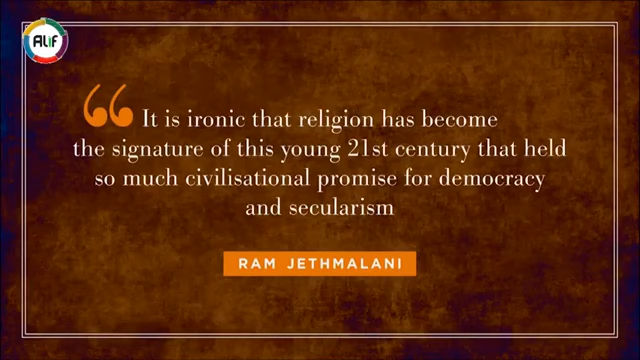 ALif
“ It is ironic that religion has become
the signature of this young 21st century that held
so much civilisational promise for democracy
and secularism
RAM JETHMALANI